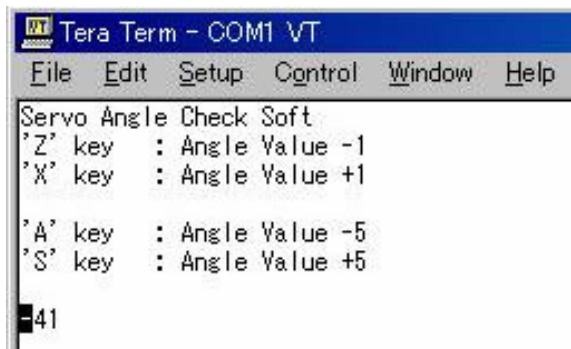 Tera Term - COM1 VT
File Edit Setup Control Window Help
Servo Angle Check Soft
'Z' key : Angle Value -1
'X' key : Angle Value +1
'A' key : Angle Value -5
'S' key : Angle Value +5
-41